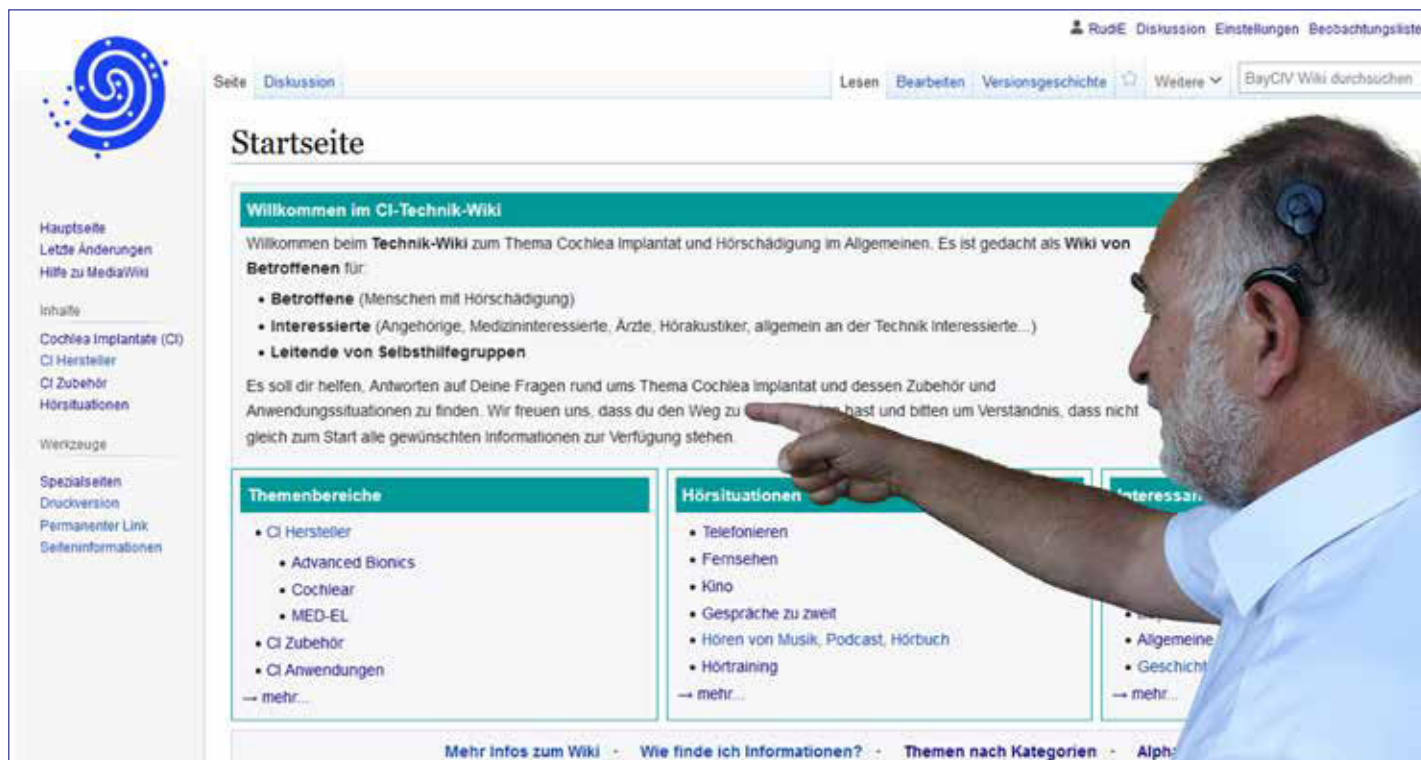 RudiE Diskussion Einstellungen Beobachtungsliste
Seite Diskussion
Lesen Bearbeiten Versionsgeschichte Weitere BayCIV Wiki durchsuchen
Startseite
Hauptseite
Letzte Änderungen
Hilfe zu MediaWiki
Inhalte
Cochlea Implantate (CI)
CI Hersteller
CI Zubehör
Hörsituationen
Werkzeuge
Spezialseiten
Druckversion
Permanenter Link
Seiteninformationen
Willkommen im CI-Technik-Wiki
Willkommen beim Technik-Wiki zum Thema Cochlea Implantat und Hörschädigung im Allgemeinen. Es ist gedacht als Wiki von
Betroffenen für:
• Betroffene (Menschen mit Hörschädigung)
• Interessierte (Angehörige, Medizininteressierte, Ärzte, Hörakustiker, allgemein an der Technik Interessierte...)
• Leitende von Selbsthilfegruppen
Es soll dir helfen, Antworten auf Deine Fragen rund ums Thema Cochlea Implantat und dessen Zubehör und
Anwendungssituationen zu finden. Wir freuen uns, dass du den Weg zu hast und bitten um Verständnis, dass nicht
gleich zum Start alle gewünschten Informationen zur Verfügung stehen.
Themenbereiche
• CI Hersteller
• Advanced Bionics
• Cochlear
• MED-EL
• CI Zubehör
• CI Anwendungen
→ mehr...
Hörsituationen
• Telefonieren
• Fernsehen
• Kino
• Gespräche zu zweit
• Hören von Musik, Podcast, Hörbuch
• Hörtraining
→ mehr...
Interessan
• Allgemeine
• Geschicht
→ mehr...
Mehr Infos zum Wiki · Wie finde ich Informationen? · Themen nach Kategorien · Alpha